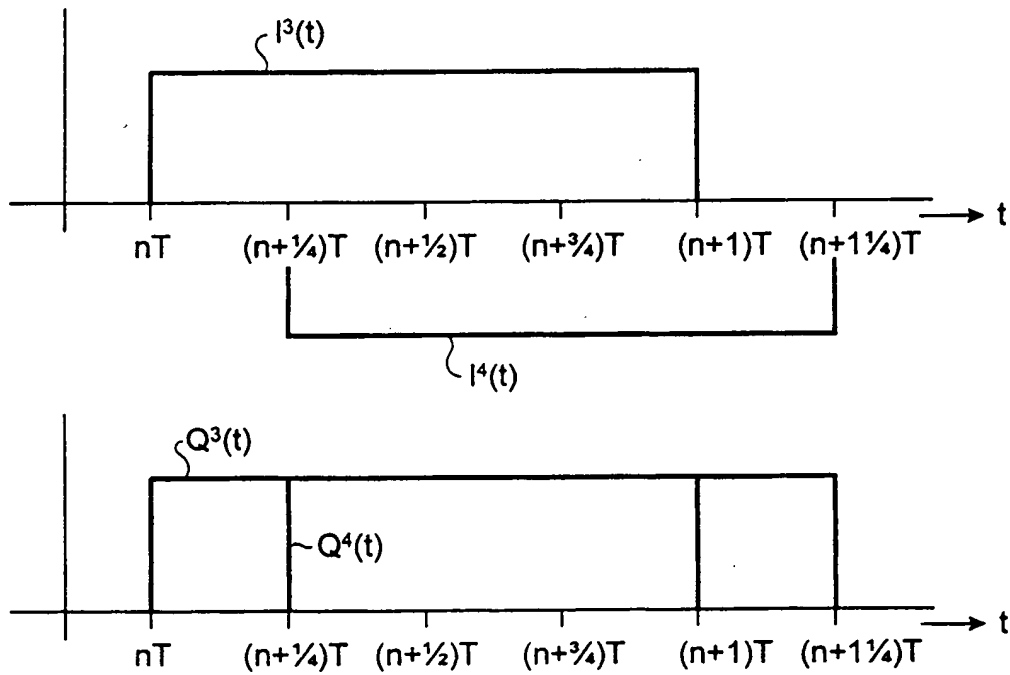 I³(t)
t
nT (n+¼)T (n+½)T (n+¾)T (n+1)T (n+1¼)T
I⁴(t)
Q³(t)
Q⁴(t)
t
nT (n+¼)T (n+½)T (n+¾)T (n+1)T (n+1¼)T